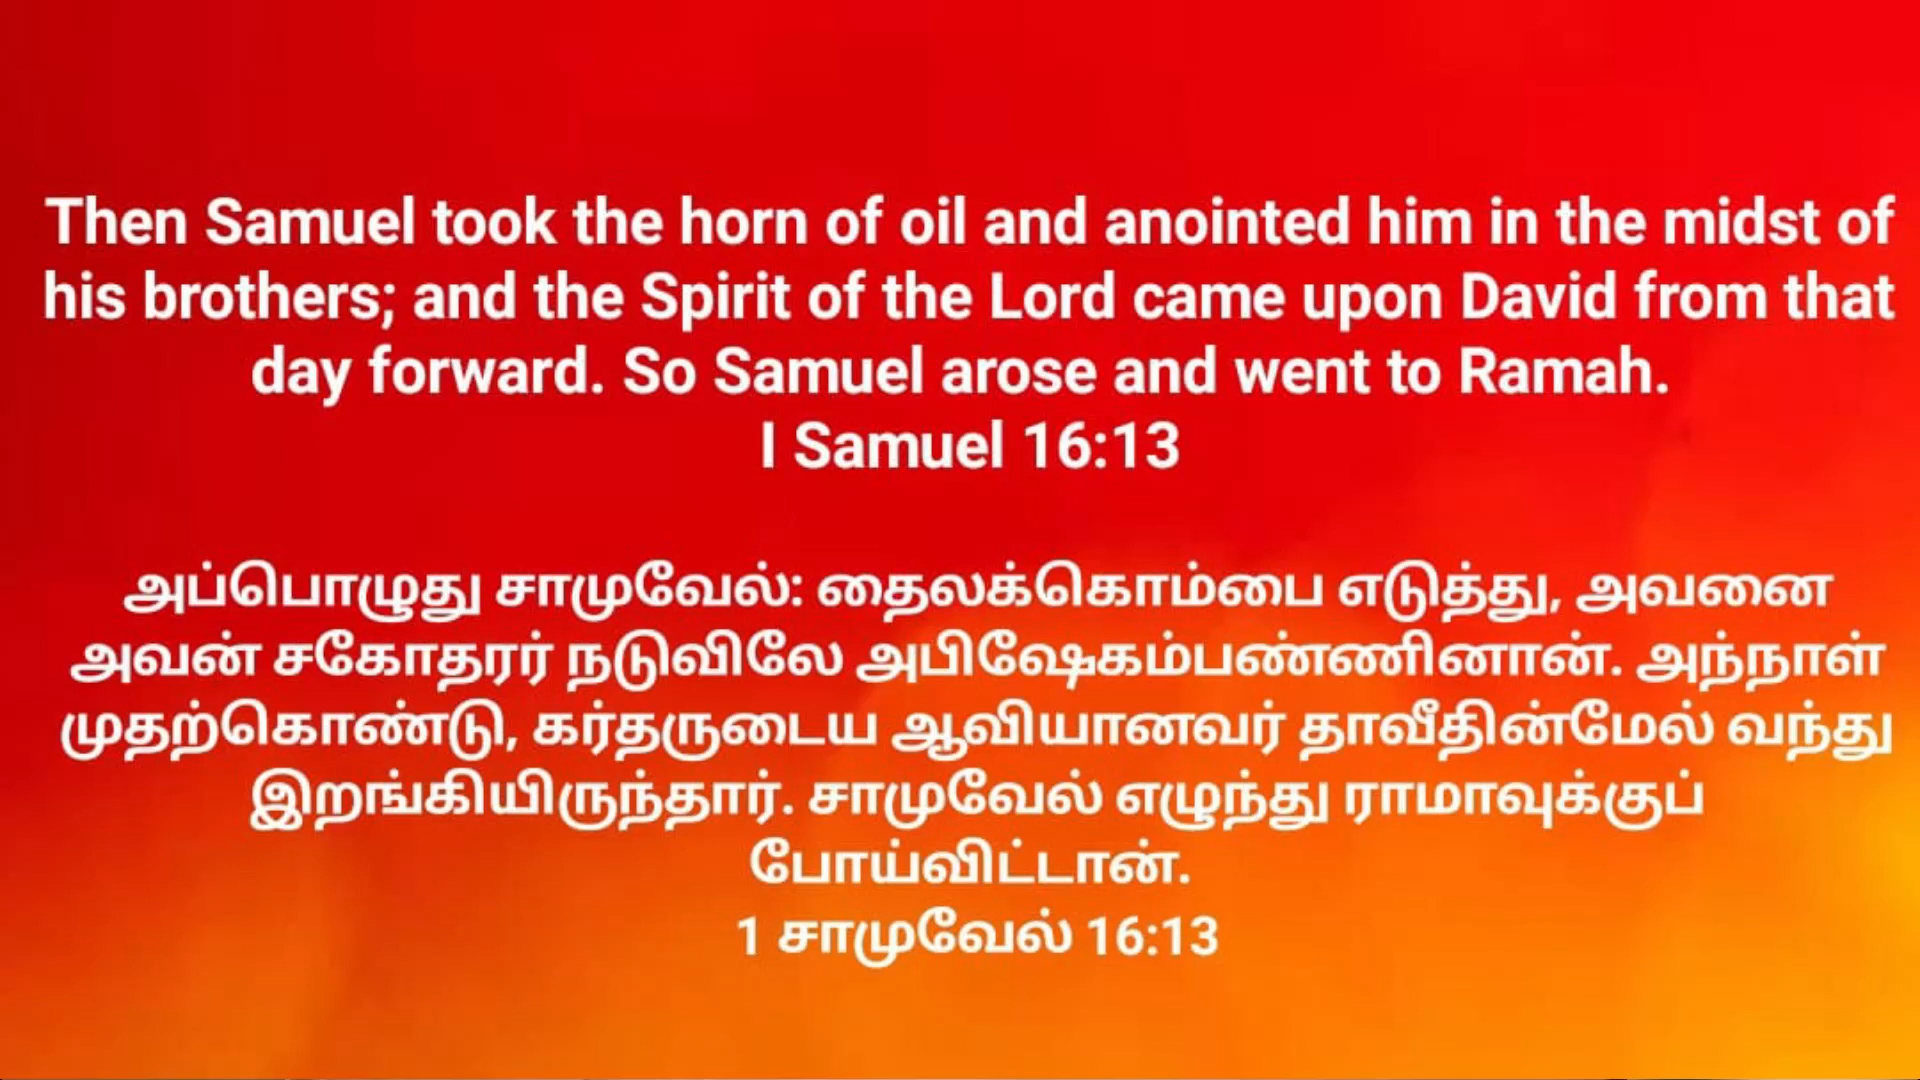 Then Samuel took the horn of oil and anointed him in the midst of
his brothers; and the Spirit of the Lord came upon David from that
day forward. So Samuel arose and went to Ramah.
I Samuel 16:13
அப்பொழுது சாமுவேல்: தைலக்கொம்பை எடுத்து, அவனை
அவன் சகோதரர் நடுவிலே அபிஷேகம்பண்ணினான். அந்நாள்
முதற்கொண்டு, கர்தருடைய ஆவியானவர் தாவீதின்மேல் வந்து
இறங்கியிருந்தார். சாமுவேல் எழுந்து ராமாவுக்குப்
போய்விட்டான்.
1 சாமுவேல் 16:13